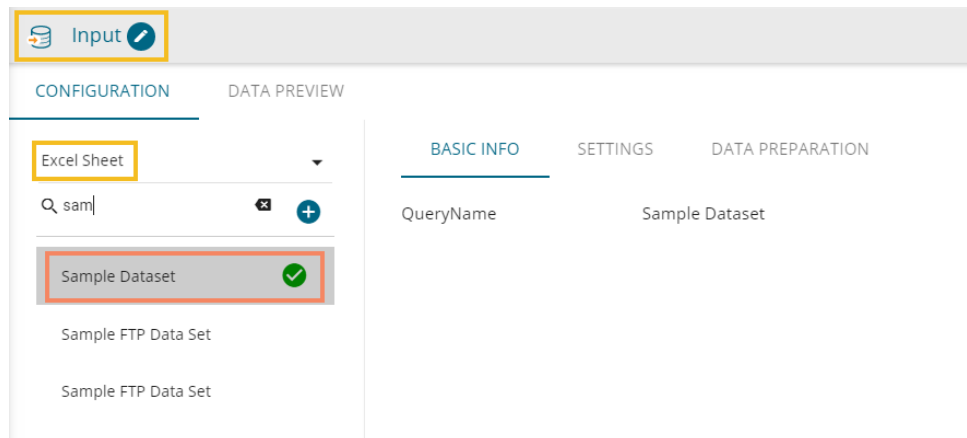 Input
CONFIGURATION DATA PREVIEW
Excel Sheet
sam
Sample Dataset
Sample FTP Data Set
Sample FTP Data Set
BASIC INFO SETTINGS DATA PREPARATION
QueryName Sample Dataset